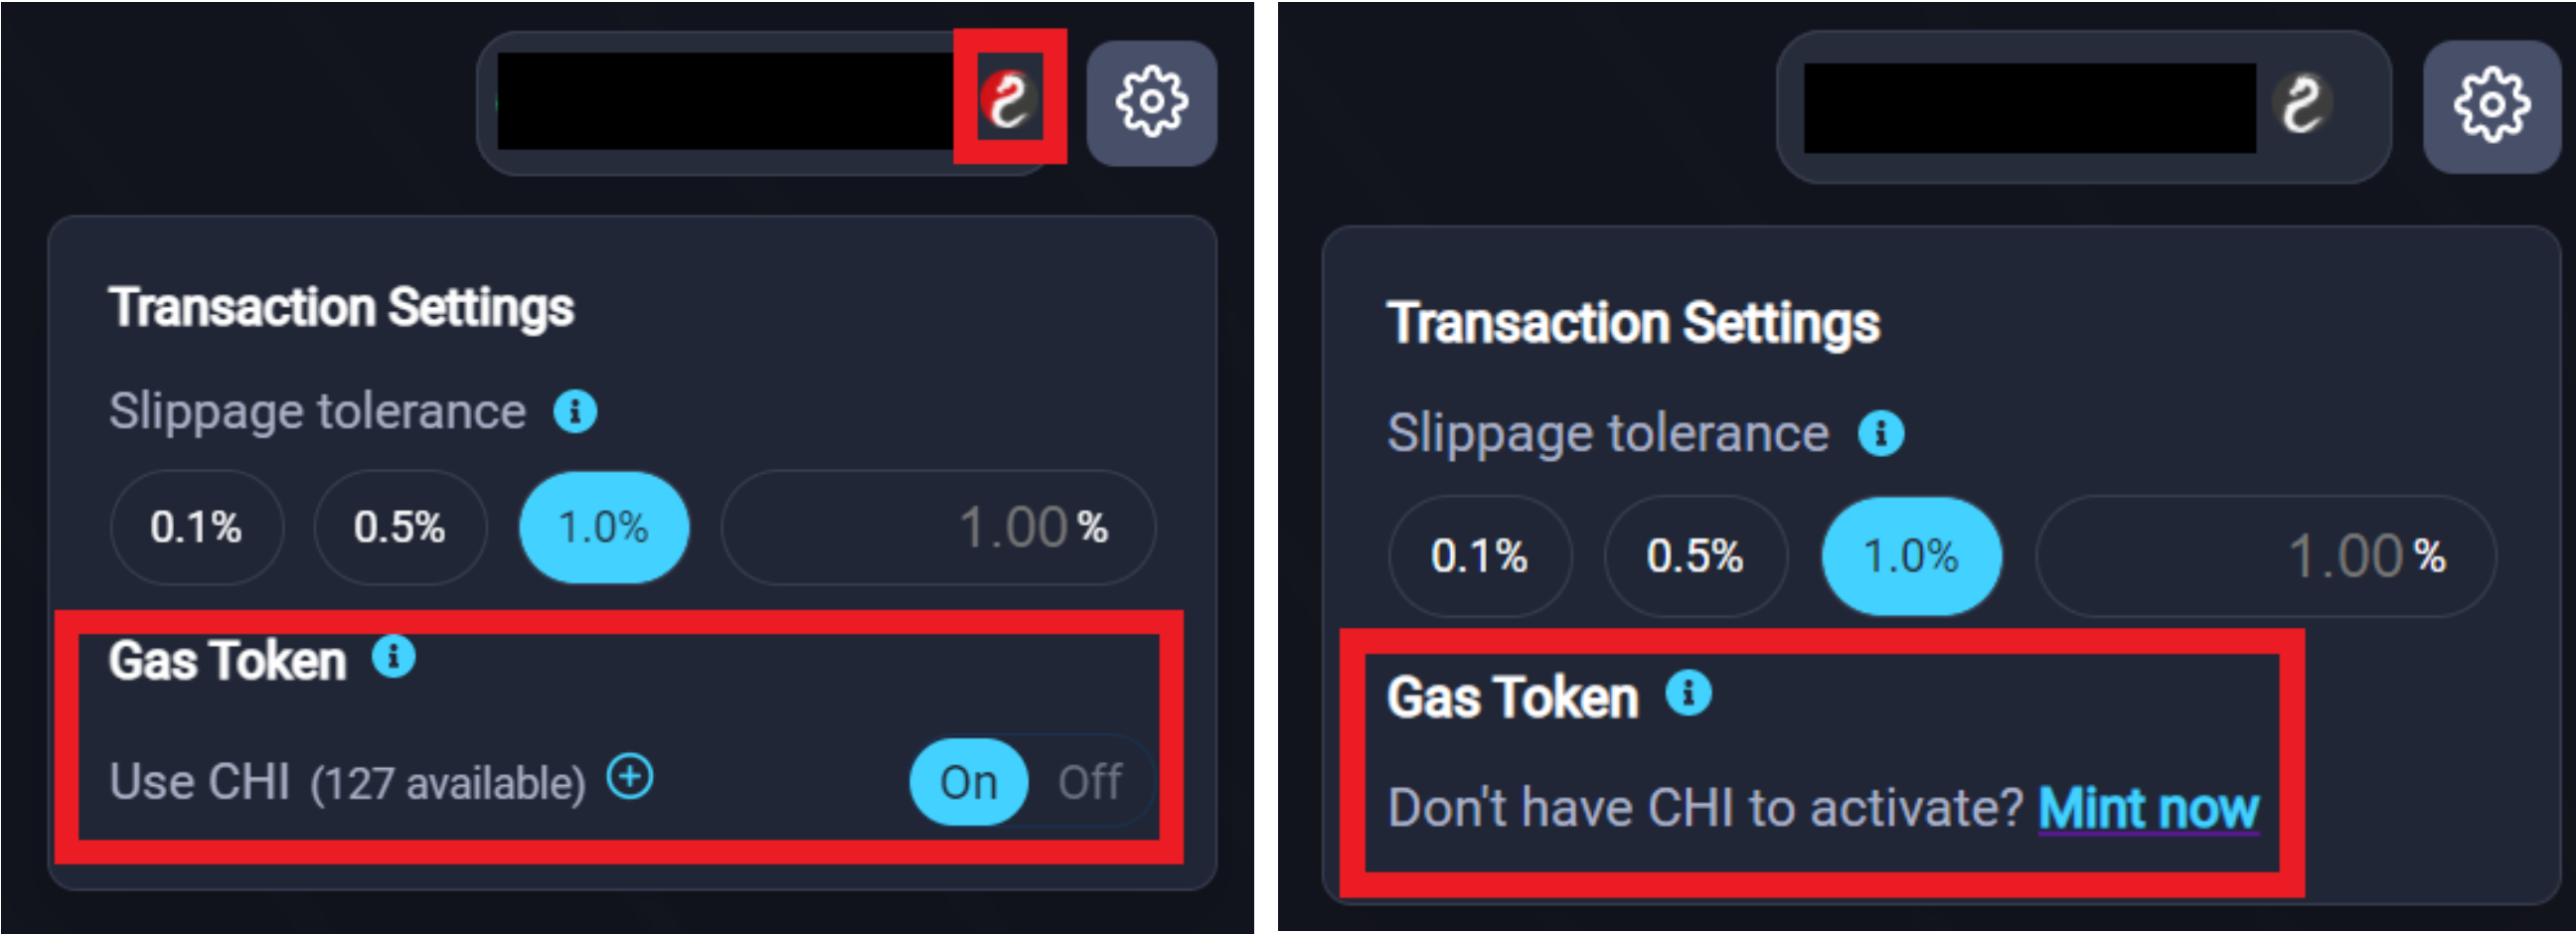 Transaction Settings
Slippage tolerance
0.1% 0.5% 1.0% 1.00 %
Gas Token
Use CHI (127 available) On Off
Transaction Settings
Slippage tolerance
0.1% 0.5% 1.0% 1.00 %
Gas Token
Don't have CHI to activate? Mint now